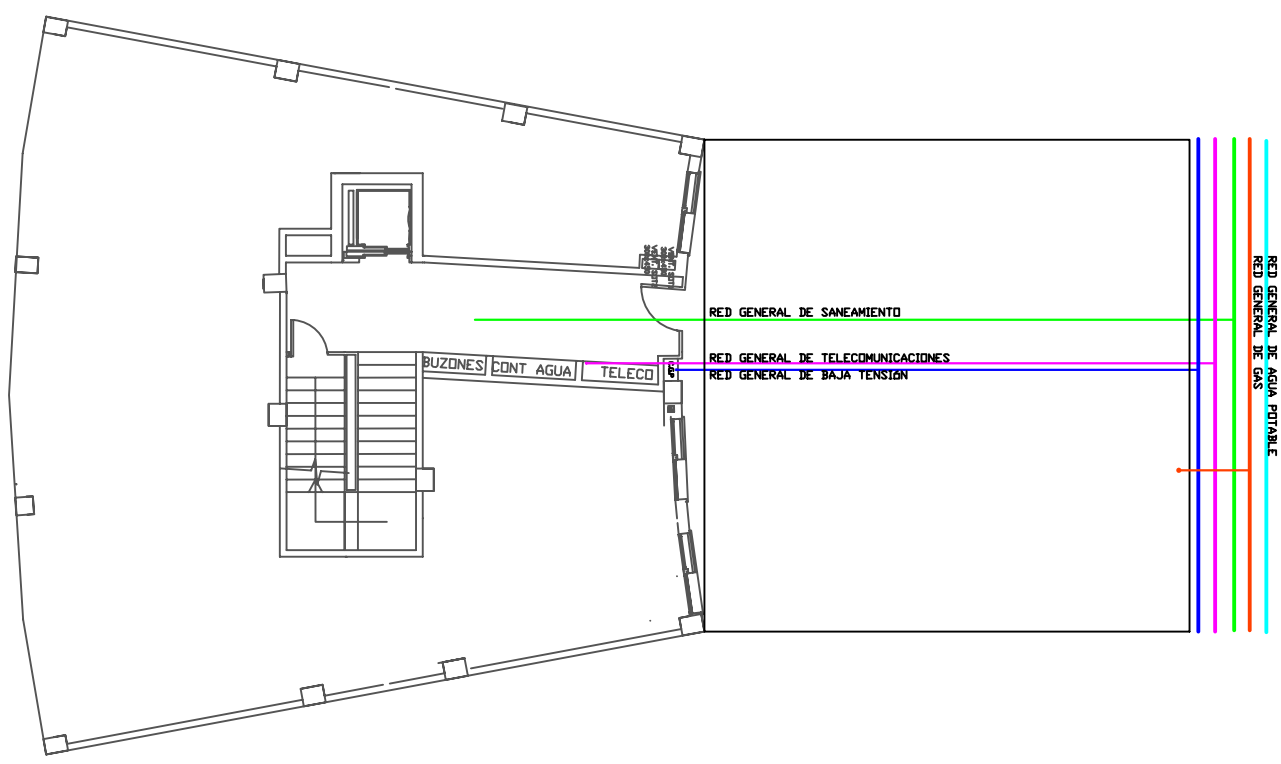 RED GENERAL DE SANEAMIENTO
RED GENERAL DE TELECOMUNICACIONES
RED GENERAL DE BAJA TENSIÓN
BUZONES
CONT AGUA
TELECO
RED GENERAL DE AGUA POTABLE
RED GENERAL DE GAS